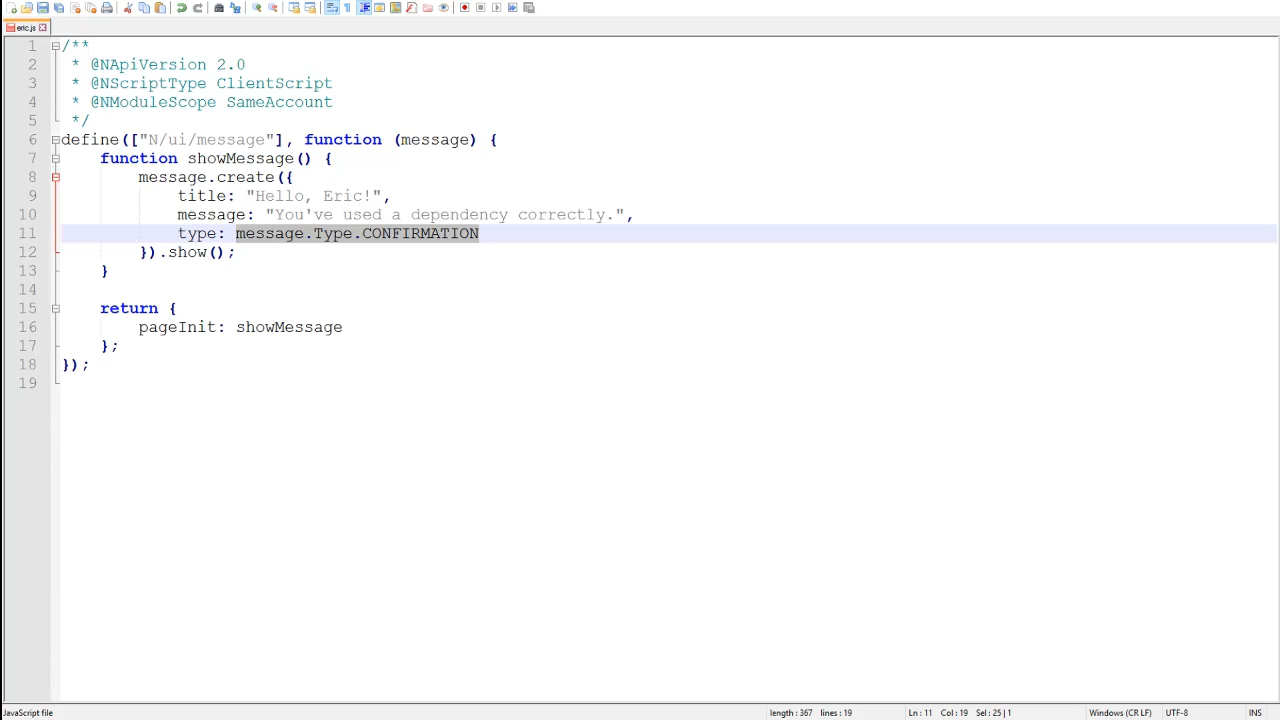 eric.js
1 /**
2  * @NApiVersion 2.0
3  * @NScriptType ClientScript
4  * @NModuleScope SameAccount
5  */
6 define(["N/ui/message"], function (message) {
7     function showMessage() {
8         message.create({
9             title: "Hello, Eric!",
10             message: "You've used a dependency correctly.",
11             type: message.Type.CONFIRMATION
12         }).show();
13     }
14
15     return {
16         pageInit: showMessage
17     };
18 });
19
JavaScript file length : 367 lines : 19 Ln : 11 Col : 19 Sel : 25 | 1 Windows (CR LF) UTF-8 INS